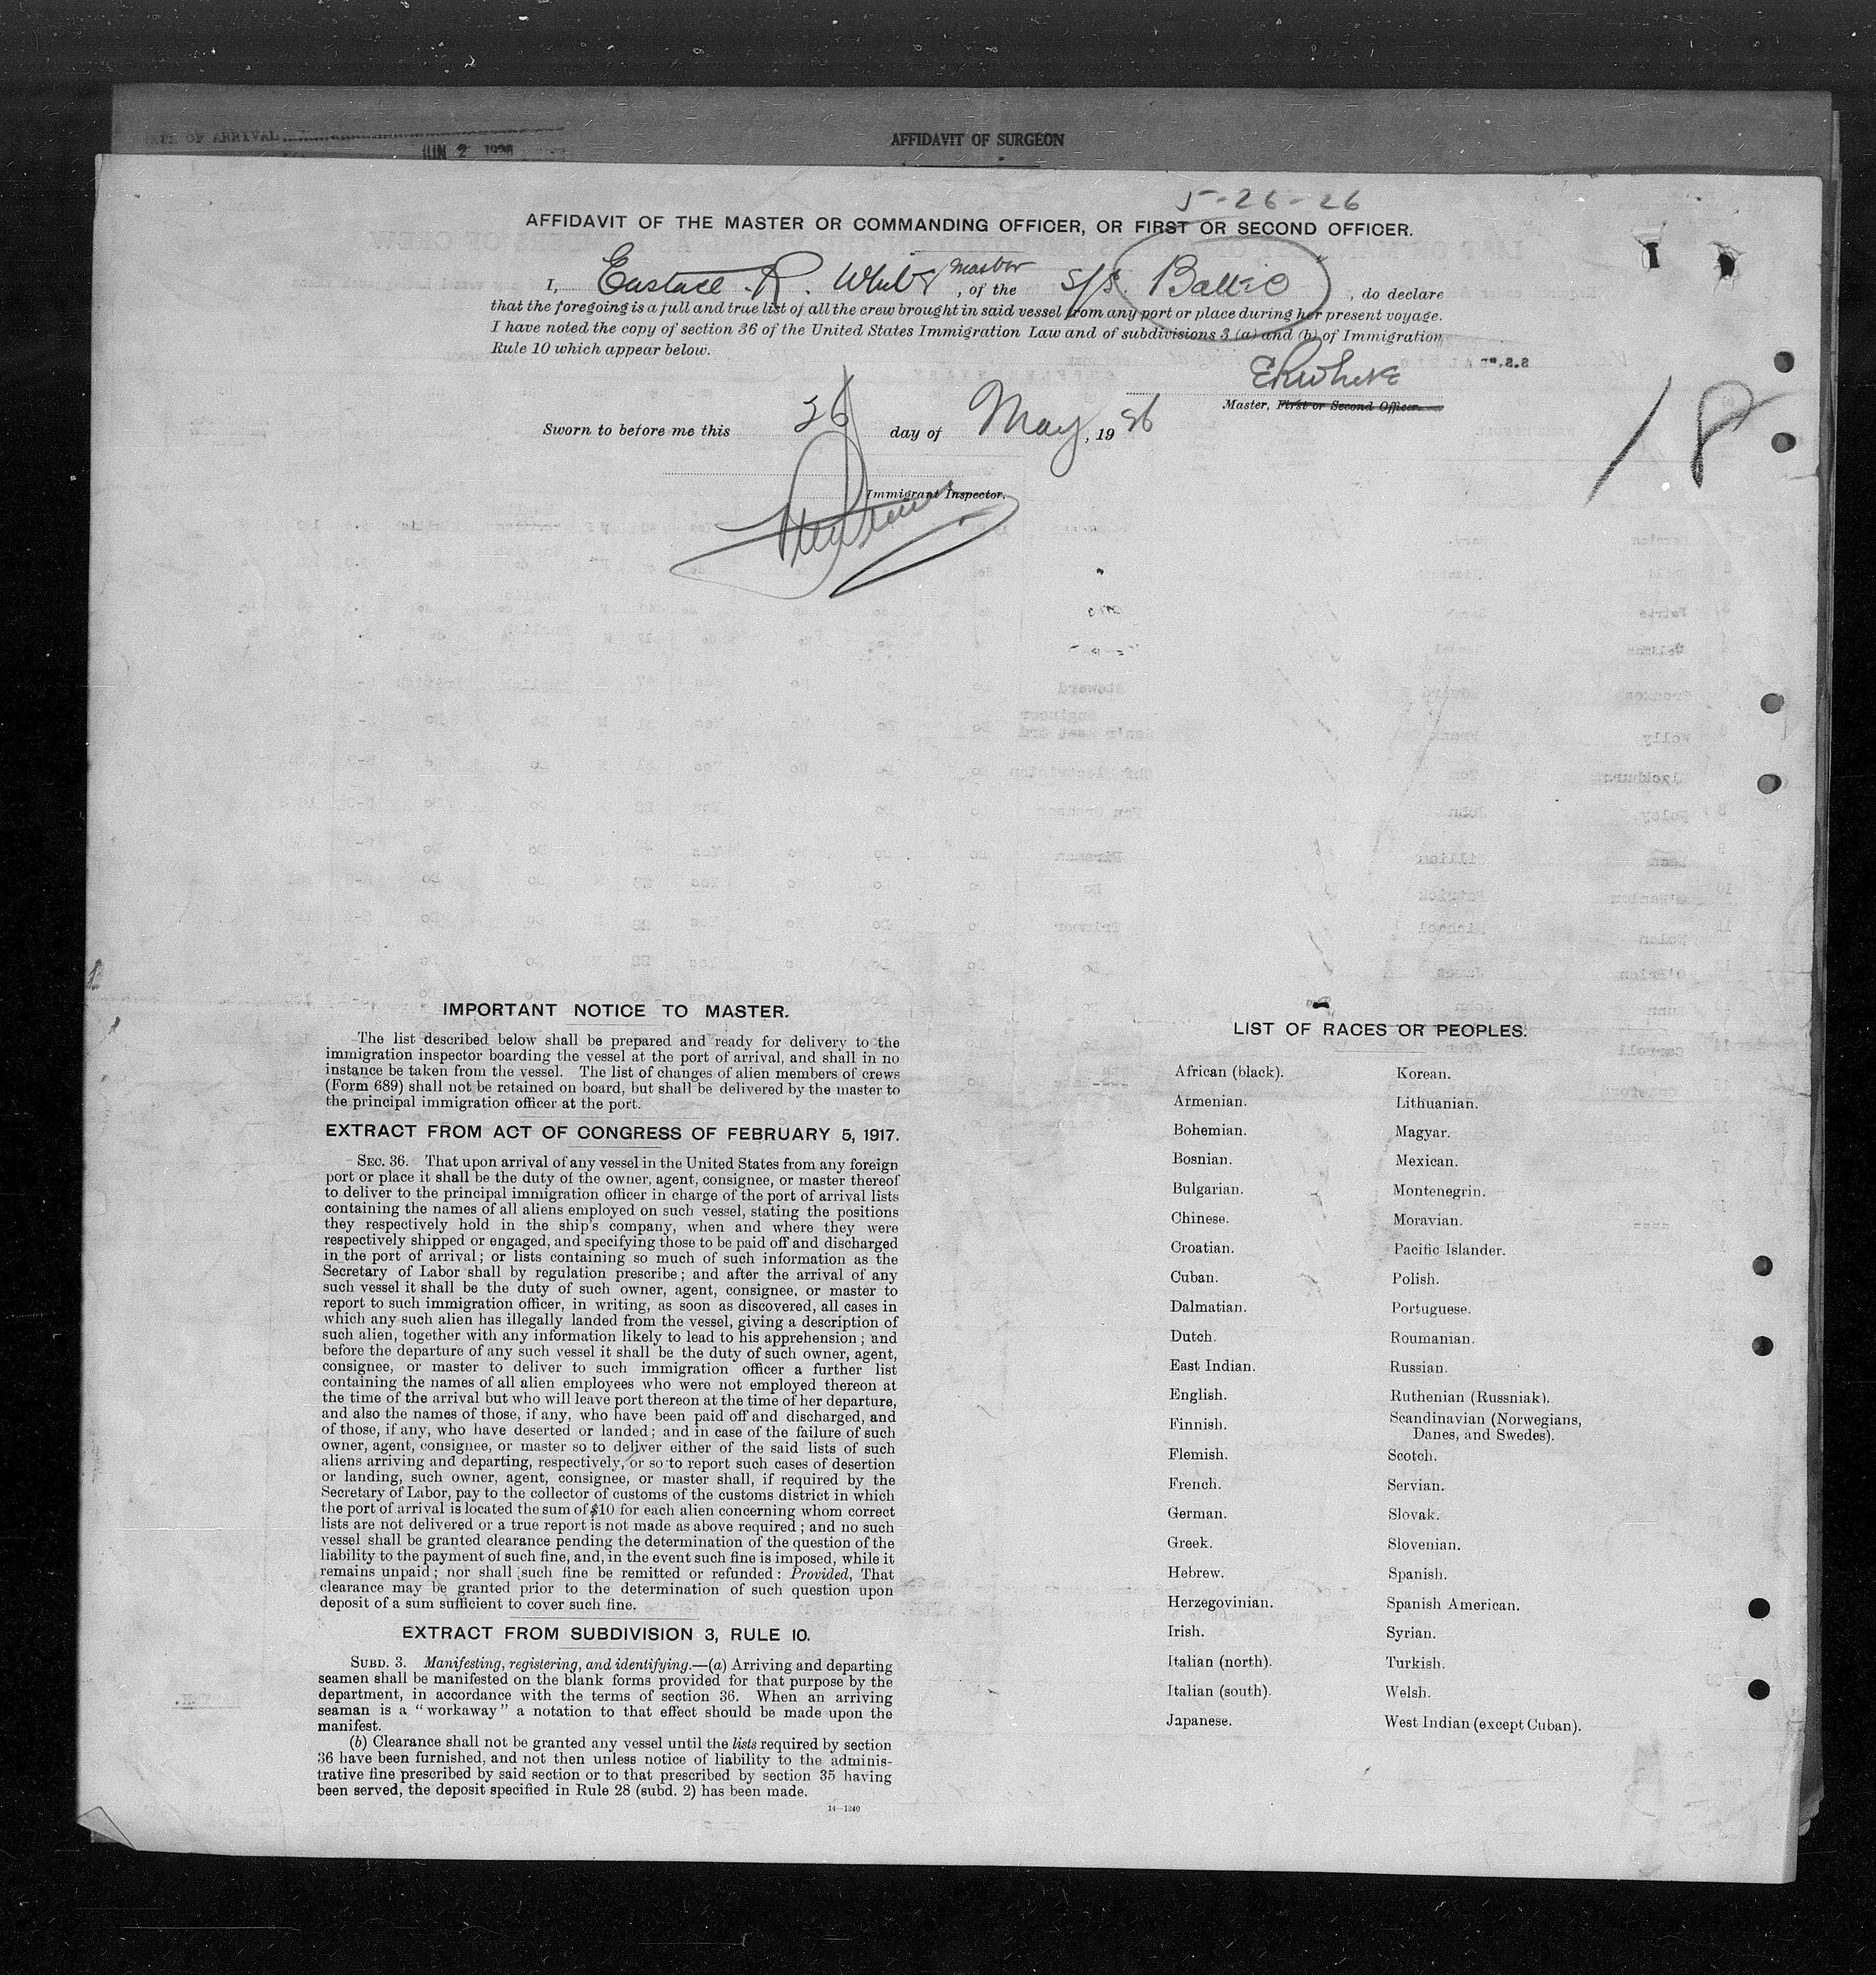 DATE OF ARRIVAL
JUN 2 1926
AFFIDAVIT OF SURGEON
5-26-26
AFFIDAVIT OF THE MASTER OR COMMANDING OFFICER, OR FIRST OR SECOND OFFICER.
I, Eustace R. White Master, of the S/S. Baltic, do declare
that the foregoing is a full and true list of all the crew brought in said vessel from any port or place during her present voyage.
I have noted the copy of section 36 of the United States Immigration Law and of subdivisions 3 (a) and (b) of Immigration
Rule 10 which appear below.
ERWhite
Master, First or Second Officer.
18
Sworn to before me this 26 day of May, 1926
Immigrant Inspector.
IMPORTANT NOTICE TO MASTER.
The list described below shall be prepared and ready for delivery to the
immigration inspector boarding the vessel at the port of arrival, and shall in no
instance be taken from the vessel. The list of changes of alien members of crews
(Form 689) shall not be retained on board, but shall be delivered by the master to
the principal immigration officer at the port.
EXTRACT FROM ACT OF CONGRESS OF FEBRUARY 5, 1917.
SEC. 36. That upon arrival of any vessel in the United States from any foreign
port or place it shall be the duty of the owner, agent, consignee, or master thereof
to deliver to the principal immigration officer in charge of the port of arrival lists
containing the names of all aliens employed on such vessel, stating the positions
they respectively hold in the ship's company, when and where they were
respectively shipped or engaged, and specifying those to be paid off and discharged
in the port of arrival; or lists containing so much of such information as the
Secretary of Labor shall by regulation prescribe; and after the arrival of any
such vessel it shall be the duty of such owner, agent, consignee, or master to
report to such immigration officer, in writing, as soon as discovered, all cases in
which any such alien has illegally landed from the vessel, giving a description of
such alien, together with any information likely to lead to his apprehension; and
before the departure of any such vessel it shall be the duty of such owner, agent,
consignee, or master to deliver to such immigration officer a further list
containing the names of all alien employees who were not employed thereon at
the time of the arrival but who will leave port thereon at the time of her departure,
and also the names of those, if any, who have been paid off and discharged, and
of those, if any, who have deserted or landed; and in case of the failure of such
owner, agent, consignee, or master so to deliver either of the said lists of such
aliens arriving and departing, respectively, or so to report such cases of desertion
or landing, such owner, agent, consignee, or master shall, if required by the
Secretary of Labor, pay to the collector of customs of the customs district in which
the port of arrival is located the sum of $10 for each alien concerning whom correct
lists are not delivered or a true report is not made as above required; and no such
vessel shall be granted clearance pending the determination of the question of the
liability to the payment of such fine, and, in the event such fine is imposed, while it
remains unpaid; nor shall such fine be remitted or refunded: Provided, That
clearance may be granted prior to the determination of such question upon
deposit of a sum sufficient to cover such fine.
EXTRACT FROM SUBDIVISION 3, RULE 10.
SUBD. 3. Manifesting, registering, and identifying.—(a) Arriving and departing
seamen shall be manifested on the blank forms provided for that purpose by the
department, in accordance with the terms of section 36. When an arriving
seaman is a "workaway" a notation to that effect should be made upon the
manifest.
(b) Clearance shall not be granted any vessel until the lists required by section
36 have been furnished, and not then unless notice of liability to the adminis-
trative fine prescribed by said section or to that prescribed by section 35 having
been served, the deposit specified in Rule 28 (subd. 2) has been made.
14—1240
LIST OF RACES OR PEOPLES.
African (black).
Armenian.
Bohemian.
Bosnian.
Bulgarian.
Chinese.
Croatian.
Cuban.
Dalmatian.
Dutch.
East Indian.
English.
Finnish.
Flemish.
French.
German.
Greek.
Hebrew.
Herzegovinian.
Irish.
Italian (north).
Italian (south).
Japanese.
Korean.
Lithuanian.
Magyar.
Mexican.
Montenegrin.
Moravian.
Pacific Islander.
Polish.
Portuguese.
Roumanian.
Russian.
Ruthenian (Russniak).
Scandinavian (Norwegians,
Danes, and Swedes).
Scotch.
Servian.
Slovak.
Slovenian.
Spanish.
Spanish American.
Syrian.
Turkish.
Welsh.
West Indian (except Cuban).